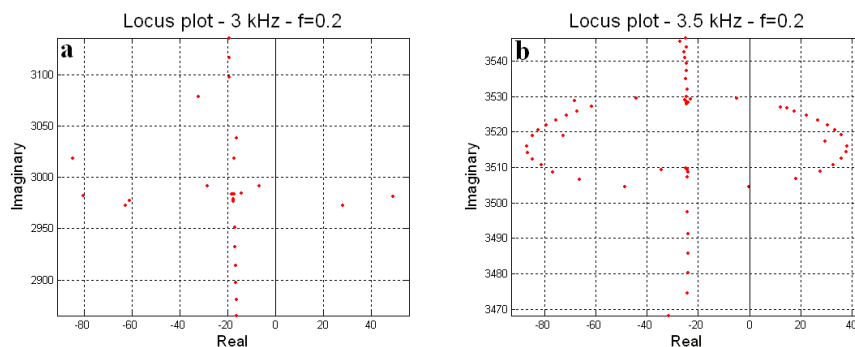 Locus plot - 3 kHz - f=0.2
a
3100
3050
3000
2950
2900
Imaginary
-80 -60 -40 -20 0 20 40
Real
Locus plot - 3.5 kHz - f=0.2
b
3540
3530
3520
3510
3500
3490
3480
3470
Imaginary
-80 -60 -40 -20 0 20
Real